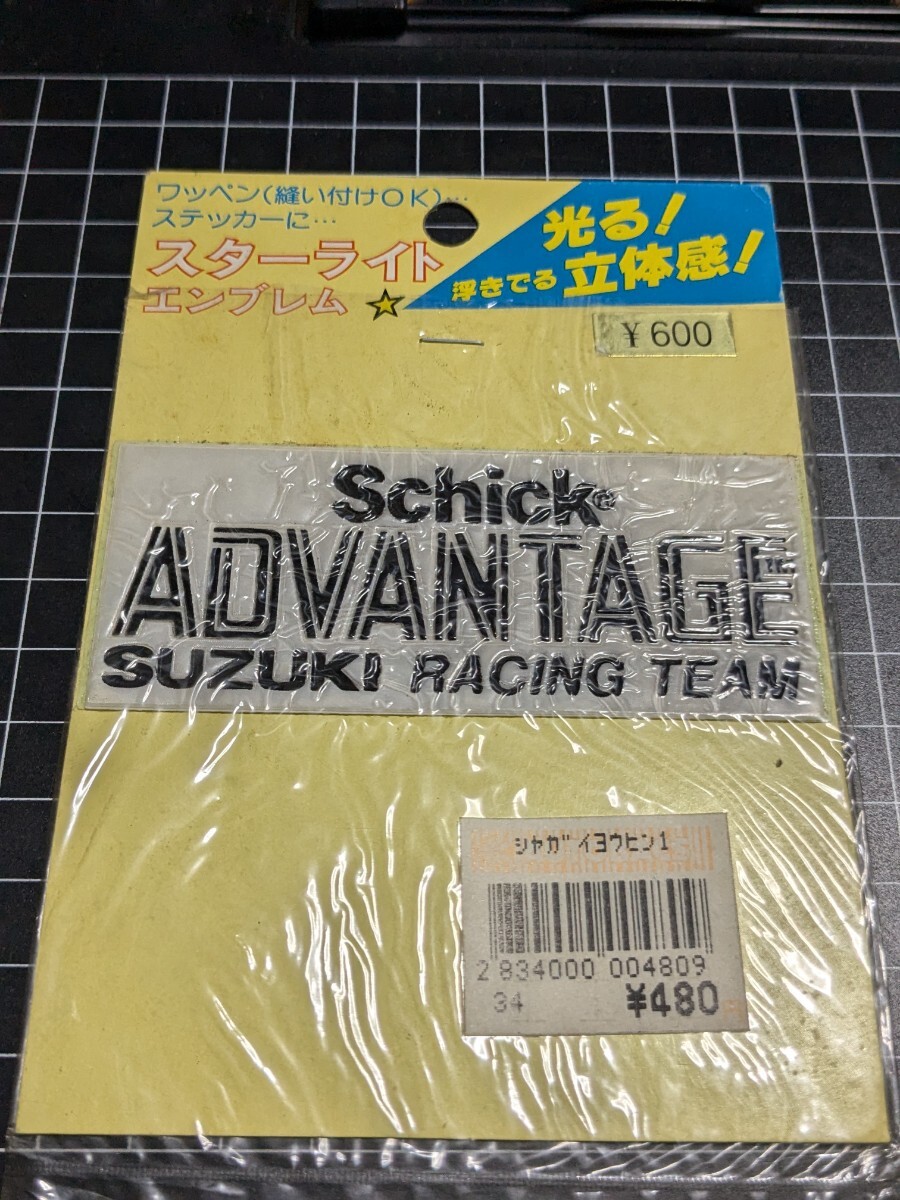 ワッペン(縫い付けOK)…
ステッカーに…
スターライト
エンブレム
光る!
浮きでる 立体感!
¥600
Schick®
ADVANTAGE
SUZUKI RACING TEAM
シャガイヨウヒン1
2 834000 004809
34
¥480